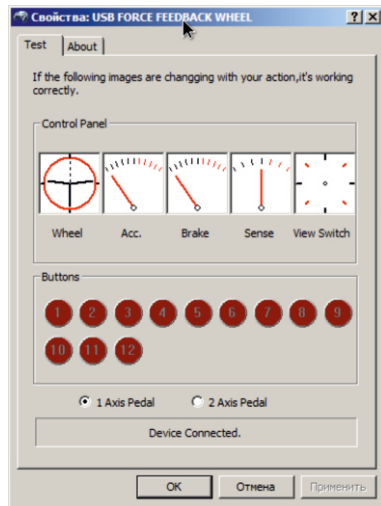 Свойства: USB FORCE FEEDBACK WHEEL
Test About
If the following images are changging with your action,it's working
correctly.
Control Panel
Wheel Acc. Brake Sense View Switch
Buttons
1 2 3 4 5 6 7 8 9
10 11 12
1 Axis Pedal 2 Axis Pedal
Device Connected.
OK Отмена Применить